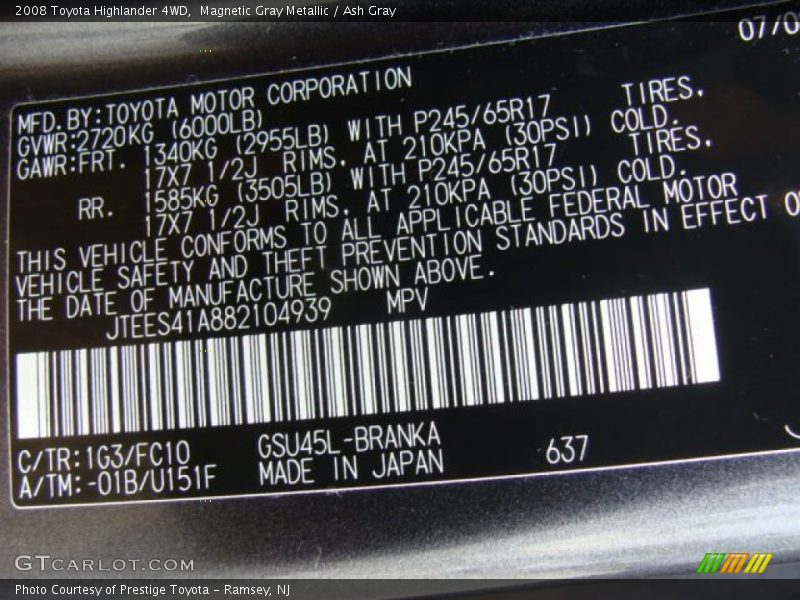 2008 Toyota Highlander 4WD, Magnetic Gray Metallic / Ash Gray
07/0
MFD.BY:TOYOTA MOTOR CORPORATION
GVWR:2720KG (6000LB)
GAWR:FRT. 1340KG (2955LB) WITH P245/65R17 TIRES,
17X7 1/2J RIMS, AT 210KPA (30PSI) COLD.
RR. 1585KG (3505LB) WITH P245/65R17 TIRES,
17X7 1/2J RIMS, AT 210KPA (30PSI) COLD.
THIS VEHICLE CONFORMS TO ALL APPLICABLE FEDERAL MOTOR
VEHICLE SAFETY AND THEFT PREVENTION STANDARDS IN EFFECT O
THE DATE OF MANUFACTURE SHOWN ABOVE.
JTEES41A882104939 MPV
C/TR:1G3/FC10 GSU45L-BRANKA 637
A/TM:-01B/U151F MADE IN JAPAN
GTCARLOT.COM
Photo Courtesy of Prestige Toyota - Ramsey, NJ